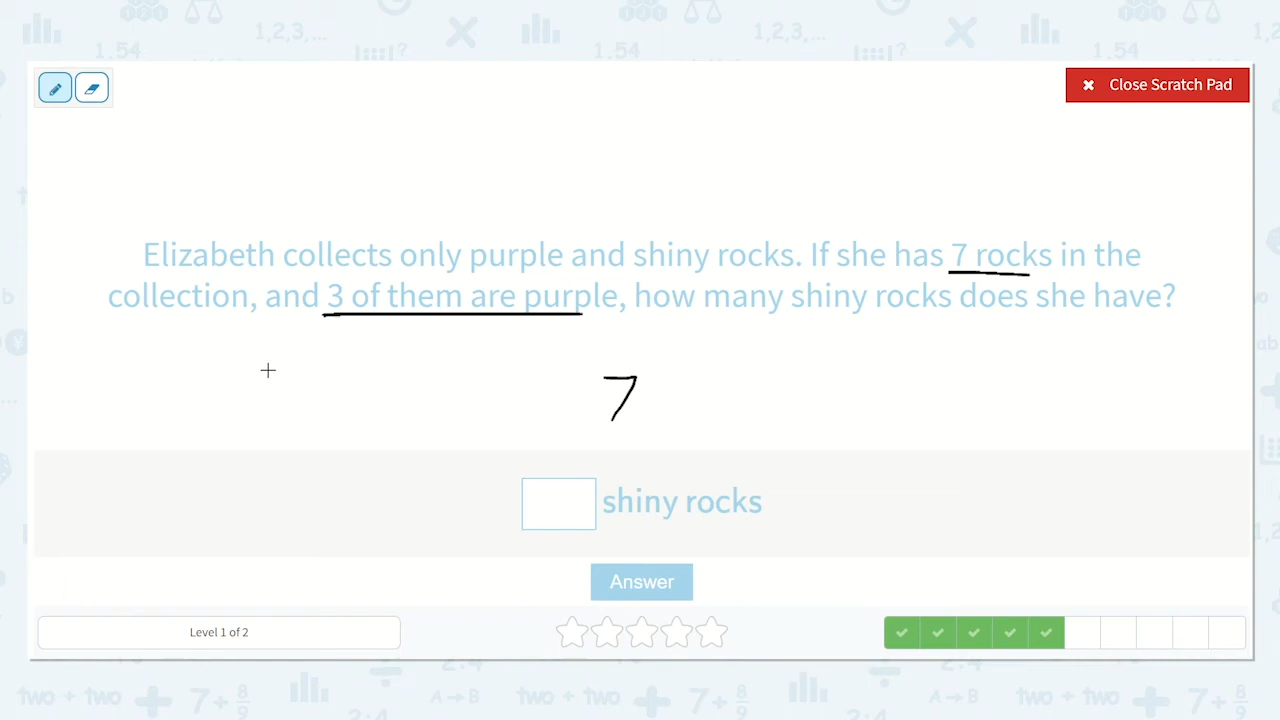 Close Scratch Pad
Elizabeth collects only purple and shiny rocks. If she has 7 rocks in the
collection, and 3 of them are purple, how many shiny rocks does she have?
7
shiny rocks
Answer
Level 1 of 2